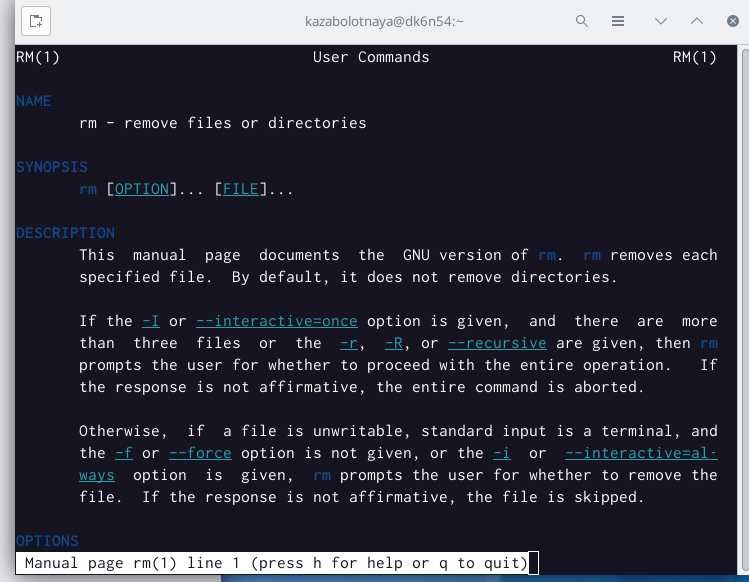 kazabolotnaya@dk6n54:~
RM(1) User Commands RM(1)
NAME
rm - remove files or directories
SYNOPSIS
rm [OPTION]... [FILE]...
DESCRIPTION
This manual page documents the GNU version of rm. rm removes each
specified file. By default, it does not remove directories.
If the -I or --interactive=once option is given, and there are more
than three files or the -r, -R, or --recursive are given, then rm
prompts the user for whether to proceed with the entire operation. If
the response is not affirmative, the entire command is aborted.
Otherwise, if a file is unwritable, standard input is a terminal, and
the -f or --force option is not given, or the -i or --interactive=al-
ways option is given, rm prompts the user for whether to remove the
file. If the response is not affirmative, the file is skipped.
OPTIONS
Manual page rm(1) line 1 (press h for help or q to quit)